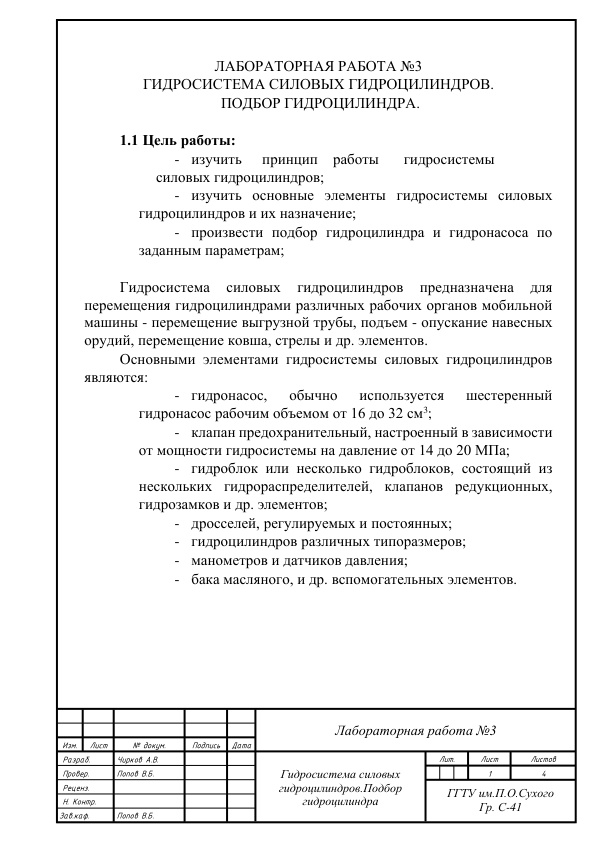 ЛАБОРАТОРНАЯ РАБОТА №3
ГИДРОСИСТЕМА СИЛОВЫХ ГИДРОЦИЛИНДРОВ.
ПОДБОР ГИДРОЦИЛИНДРА.
1.1 Цель работы:
- изучить принцип работы гидросистемы
силовых гидроцилиндров;
- изучить основные элементы гидросистемы силовых
гидроцилиндров и их назначение;
- произвести подбор гидроцилиндра и гидронасоса по
заданным параметрам;
Гидросистема силовых гидроцилиндров предназначена для
перемещения гидроцилиндрами различных рабочих органов мобильной
машины - перемещение выгрузной трубы, подъем - опускание навесных
орудий, перемещение ковша, стрелы и др. элементов.
Основными элементами гидросистемы силовых гидроцилиндров
являются:
- гидронасос, обычно используется шестеренный
гидронасос рабочим объемом от 16 до 32 см³;
- клапан предохранительный, настроенный в зависимости
от мощности гидросистемы на давление от 14 до 20 МПа;
- гидроблок или несколько гидроблоков, состоящий из
нескольких гидрораспределителей, клапанов редукционных,
гидрозамков и др. элементов;
- дросселей, регулируемых и постоянных;
- гидроцилиндров различных типоразмеров;
- манометров и датчиков давления;
- бака масляного, и др. вспомогательных элементов.
Лабораторная работа №3
Изм. Лист № докум. Подпись Дата
Разраб. Чирков А.В.
Провер. Попов В.Б.
Реценз.
Н. Контр.
Зав.каф. Попов В.Б.
Гидросистема силовых
гидроцилиндров.Подбор
гидроцилиндра
Лит. Лист Листов
1 4
ГГТУ им.П.О.Сухого
Гр. С-41